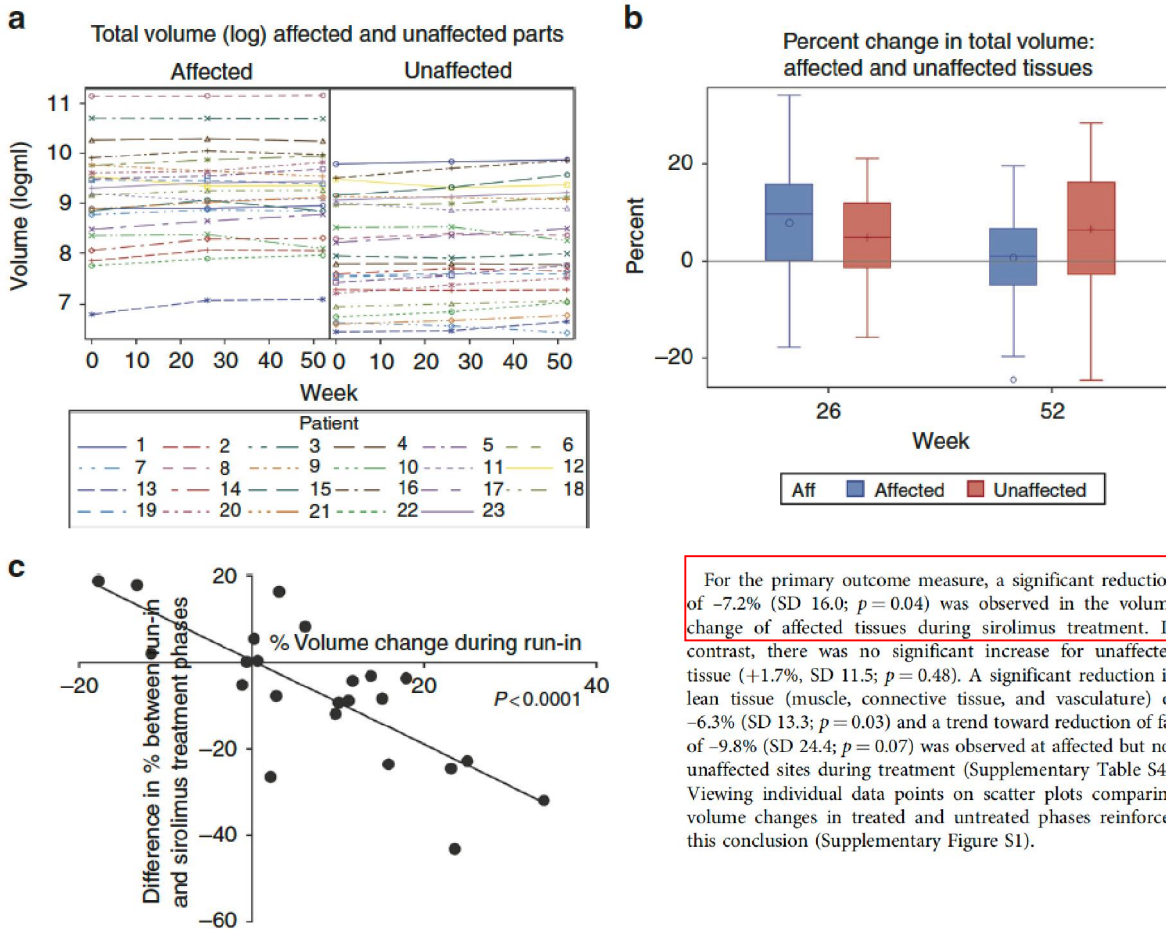 a
Total volume (log) affected and unaffected parts
Affected Unaffected
Volume (logml)
11
10
9
8
7
0 10 20 30 40 50 0 10 20 30 40 50
Week
Patient
1 2 3 4 5 6
7 8 9 10 11 12
13 14 15 16 17 18
19 20 21 22 23
b
Percent change in total volume:
affected and unaffected tissues
Percent
20
0
−20
26 52
Week
Aff Affected Unaffected
c
Difference in % between run-in
and sirolimus treatment phases
20
% Volume change during run-in
−20 20 40
P<0.0001
−20
−40
−60
For the primary outcome measure, a significant reductio
of –7.2% (SD 16.0; p = 0.04) was observed in the volum
change of affected tissues during sirolimus treatment. I
contrast, there was no significant increase for unaffecte
tissue (+1.7%, SD 11.5; p = 0.48). A significant reduction i
lean tissue (muscle, connective tissue, and vasculature) o
–6.3% (SD 13.3; p = 0.03) and a trend toward reduction of fa
of –9.8% (SD 24.4; p = 0.07) was observed at affected but no
unaffected sites during treatment (Supplementary Table S4
Viewing individual data points on scatter plots comparin
volume changes in treated and untreated phases reinforce
this conclusion (Supplementary Figure S1).